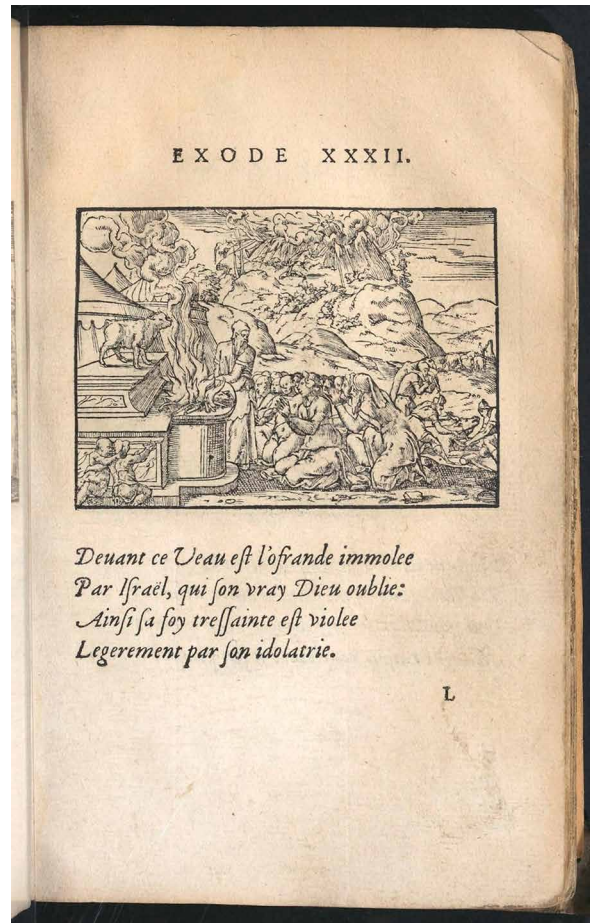 EXODE XXXII.
Deuant ce Veau eſt l'ofrande immolee
Par Iſraël, qui ſon vray Dieu oublie:
Ainſi ſa foy treſſainte eſt violee
Legerement par ſon idolatrie.
L